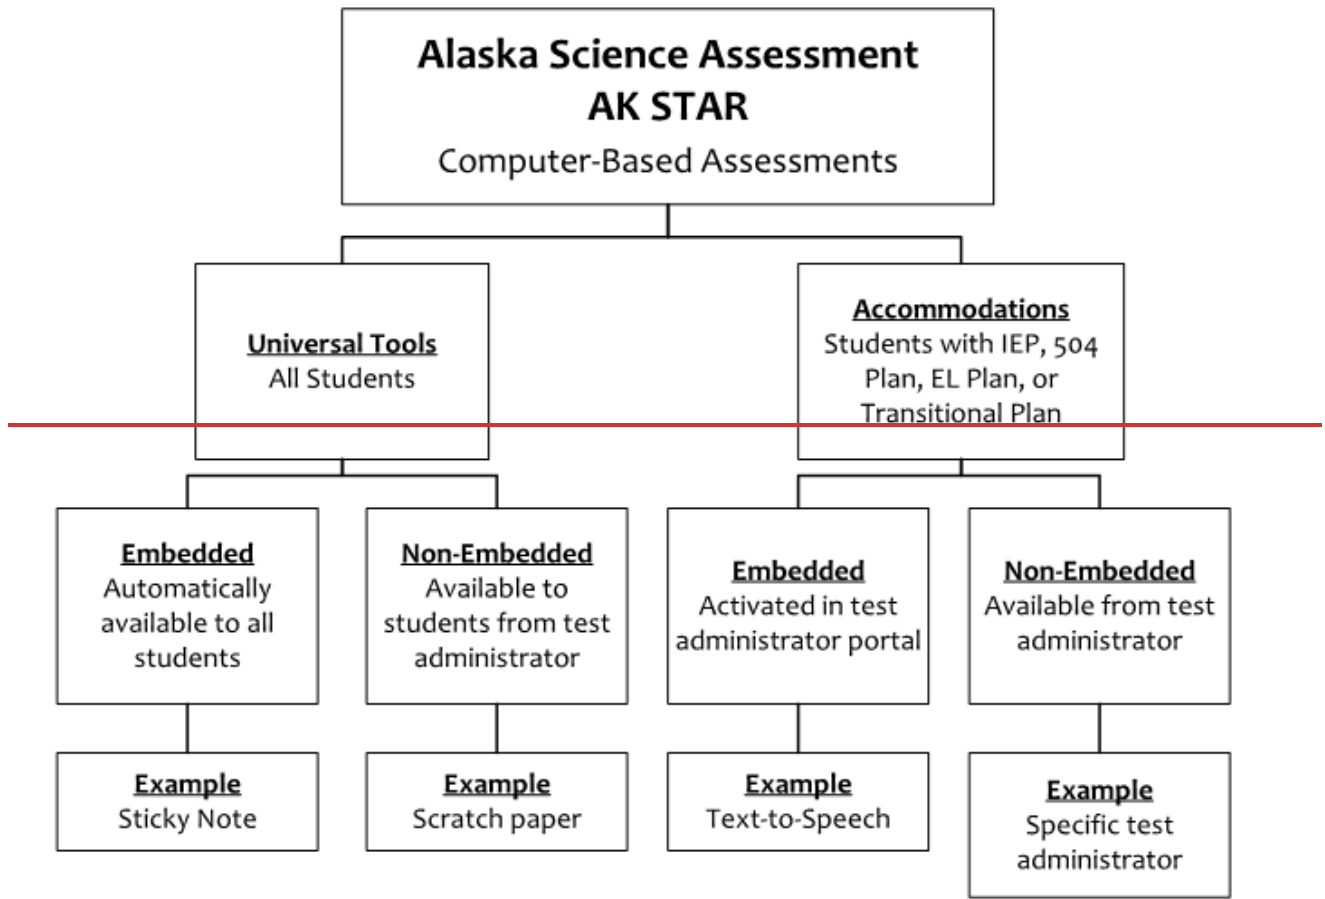 Alaska Science Assessment
AK STAR
Computer-Based Assessments
Universal Tools
All Students
Accommodations
Students with IEP, 504
Plan, EL Plan, or
Transitional Plan
Embedded
Automatically
available to all
students
Non-Embedded
Available to
students from test
administrator
Embedded
Activated in test
administrator portal
Non-Embedded
Available from test
administrator
Example
Sticky Note
Example
Scratch paper
Example
Text-to-Speech
Example
Specific test
administrator